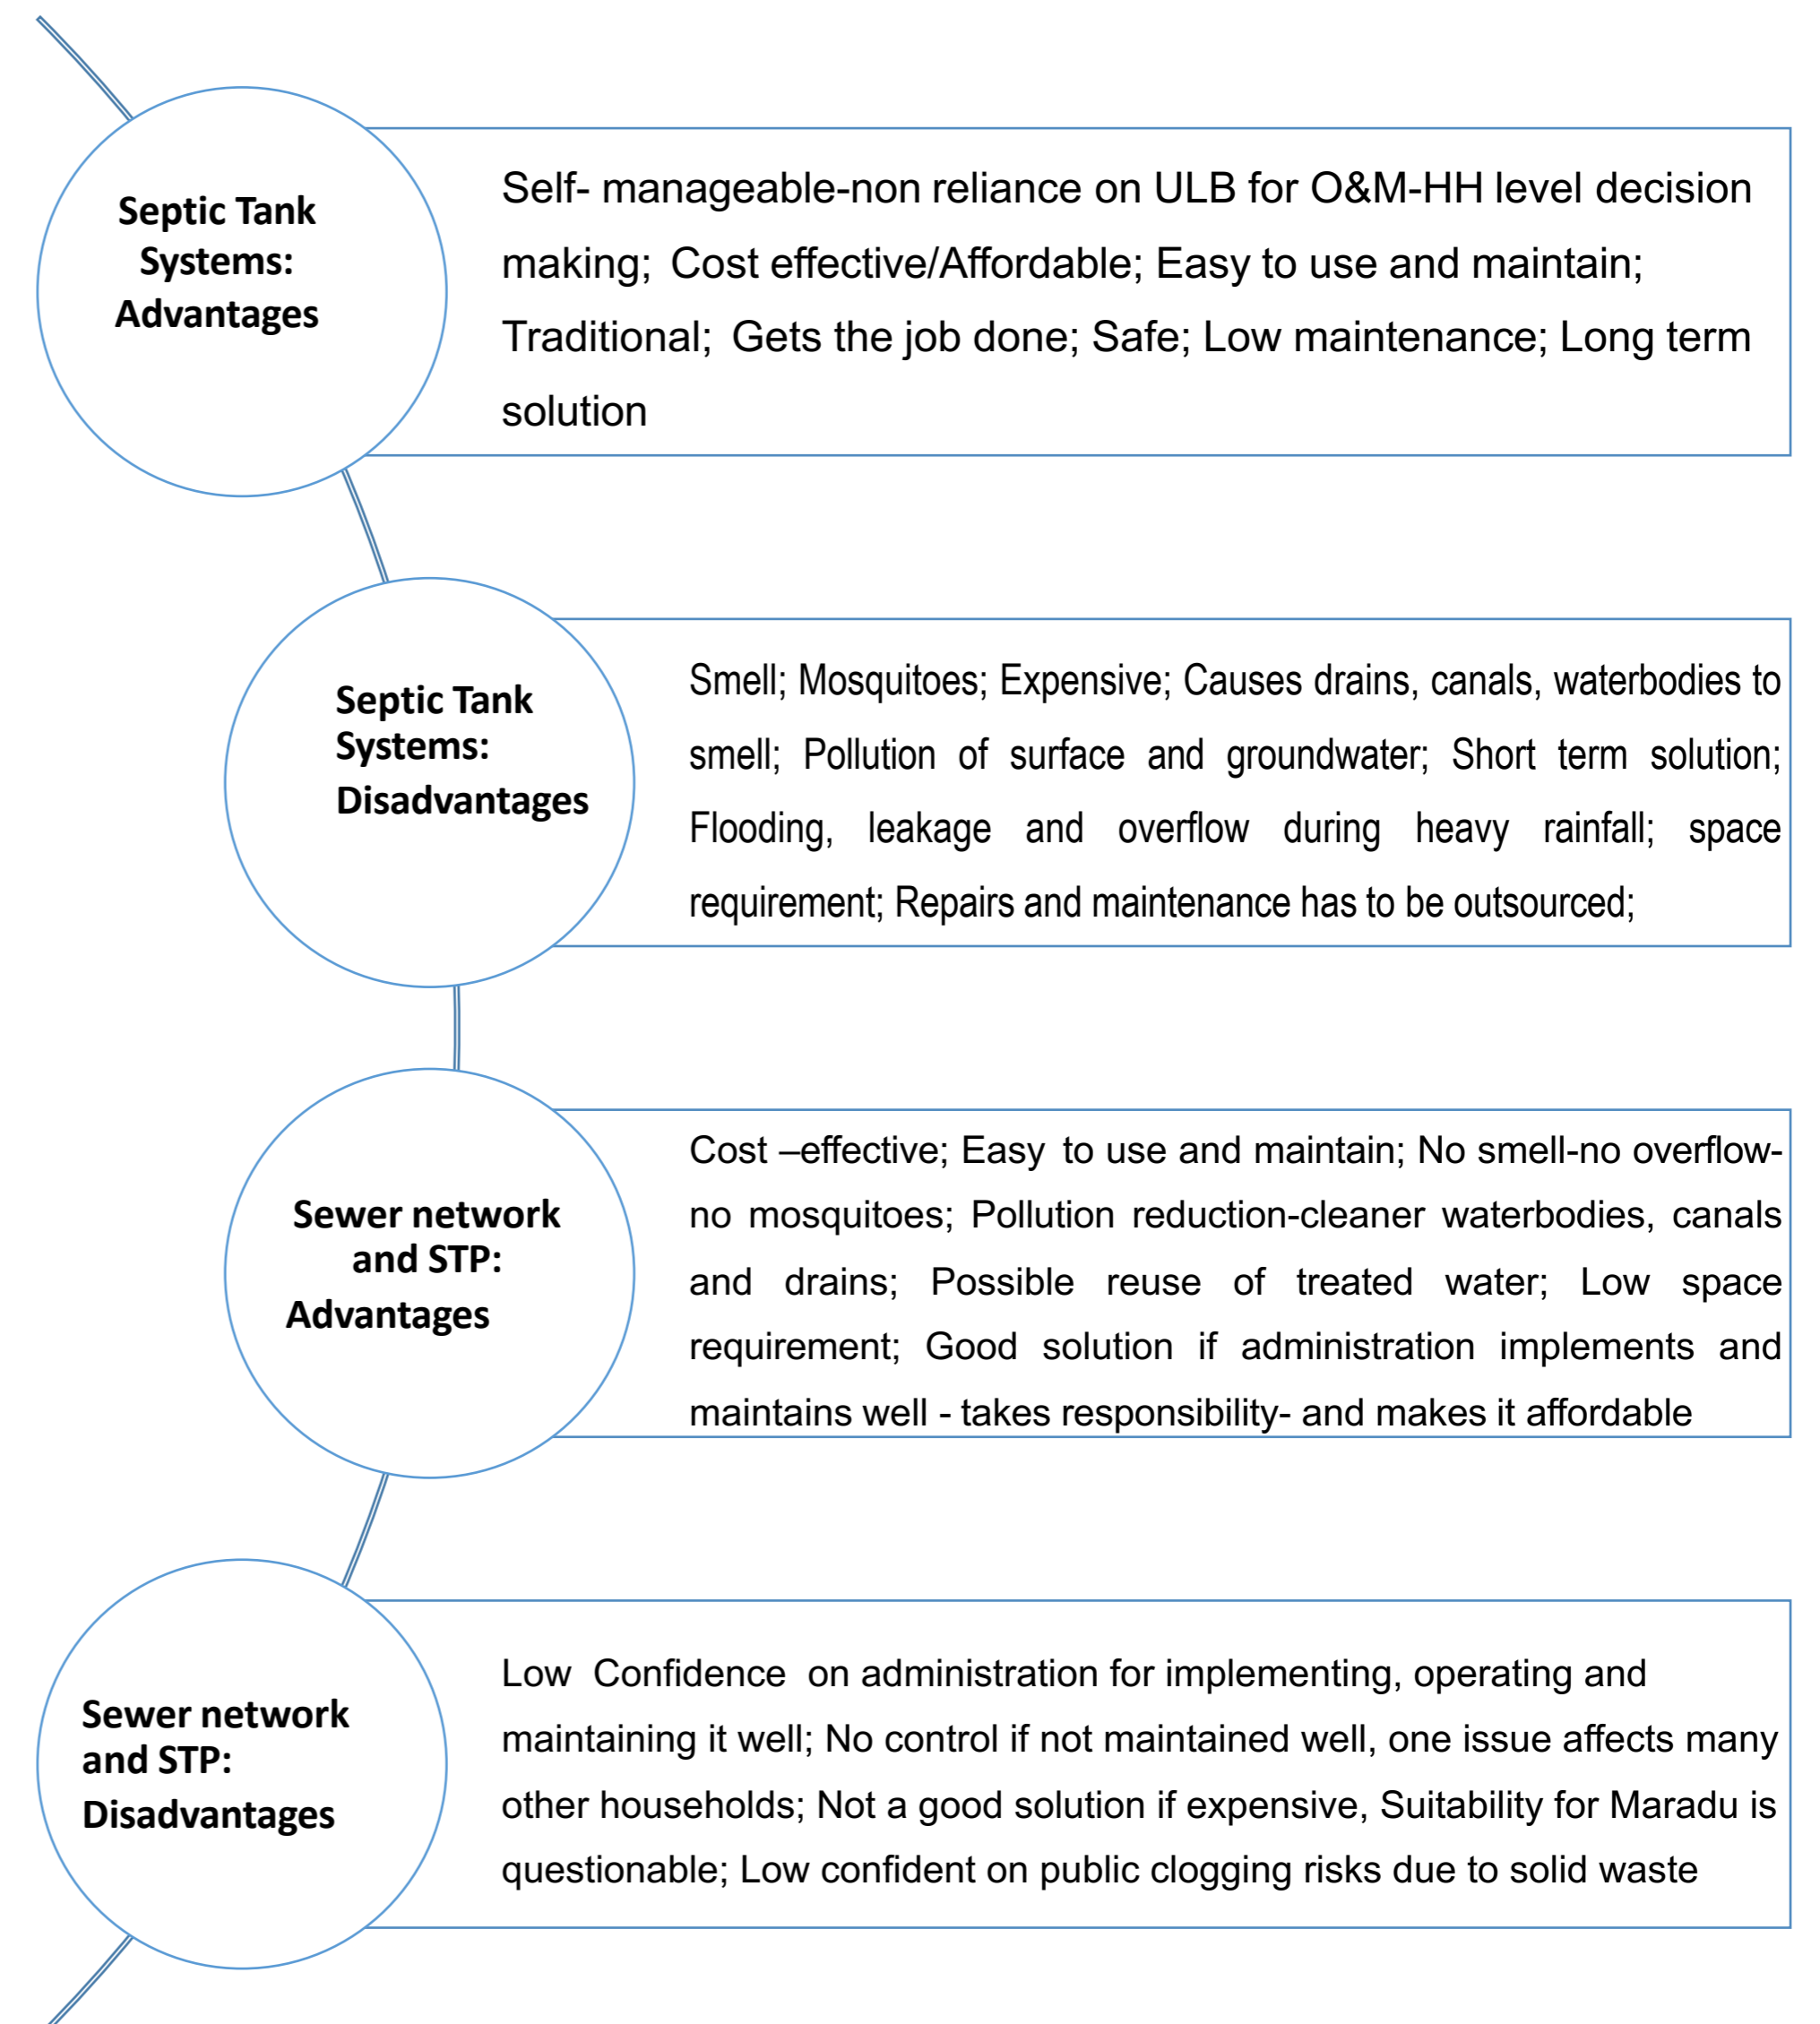 Septic Tank
Systems:
Advantages
Self- manageable-non reliance on ULB for O&M-HH level decision
making; Cost effective/Affordable; Easy to use and maintain;
Traditional; Gets the job done; Safe; Low maintenance; Long term
solution
Septic Tank
Systems:
Disadvantages
Smell; Mosquitoes; Expensive; Causes drains, canals, waterbodies to
smell; Pollution of surface and groundwater; Short term solution;
Flooding, leakage and overflow during heavy rainfall; space
requirement; Repairs and maintenance has to be outsourced;
Sewer network
and STP:
Advantages
Cost –effective; Easy to use and maintain; No smell-no overflow-
no mosquitoes; Pollution reduction-cleaner waterbodies, canals
and drains; Possible reuse of treated water; Low space
requirement; Good solution if administration implements and
maintains well - takes responsibility- and makes it affordable
Sewer network
and STP:
Disadvantages
Low Confidence on administration for implementing, operating and
maintaining it well; No control if not maintained well, one issue affects many
other households; Not a good solution if expensive, Suitability for Maradu is
questionable; Low confident on public clogging risks due to solid waste